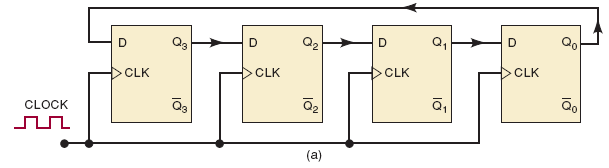 D Q₃ D Q₂ D Q₁ D Q₀
CLK CLK CLK CLK
CLOCK Q̅₃ Q̅₂ Q̅₁ Q̅₀
(a)